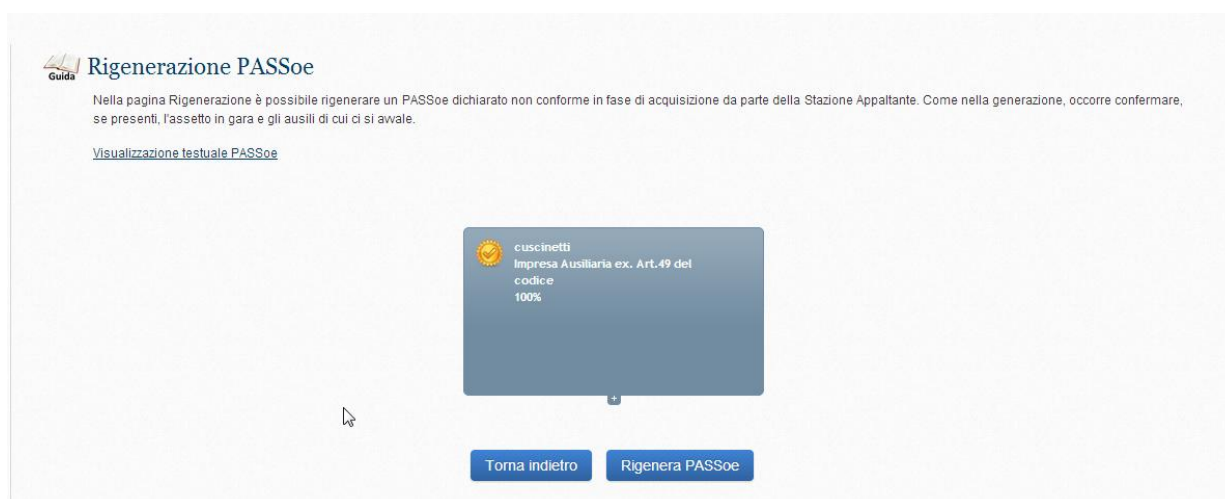 Guida
Rigenerazione PASSoe
Nella pagina Rigenerazione è possibile rigenerare un PASSoe dichiarato non conforme in fase di acquisizione da parte della Stazione Appaltante. Come nella generazione, occorre confermare,
se presenti, l'assetto in gara e gli ausili di cui ci si avvale.
Visualizzazione testuale PASSoe
cuscinetti
Impresa Ausiliaria ex. Art.49 del
codice
100%
+
Torna indietro
Rigenera PASSoe